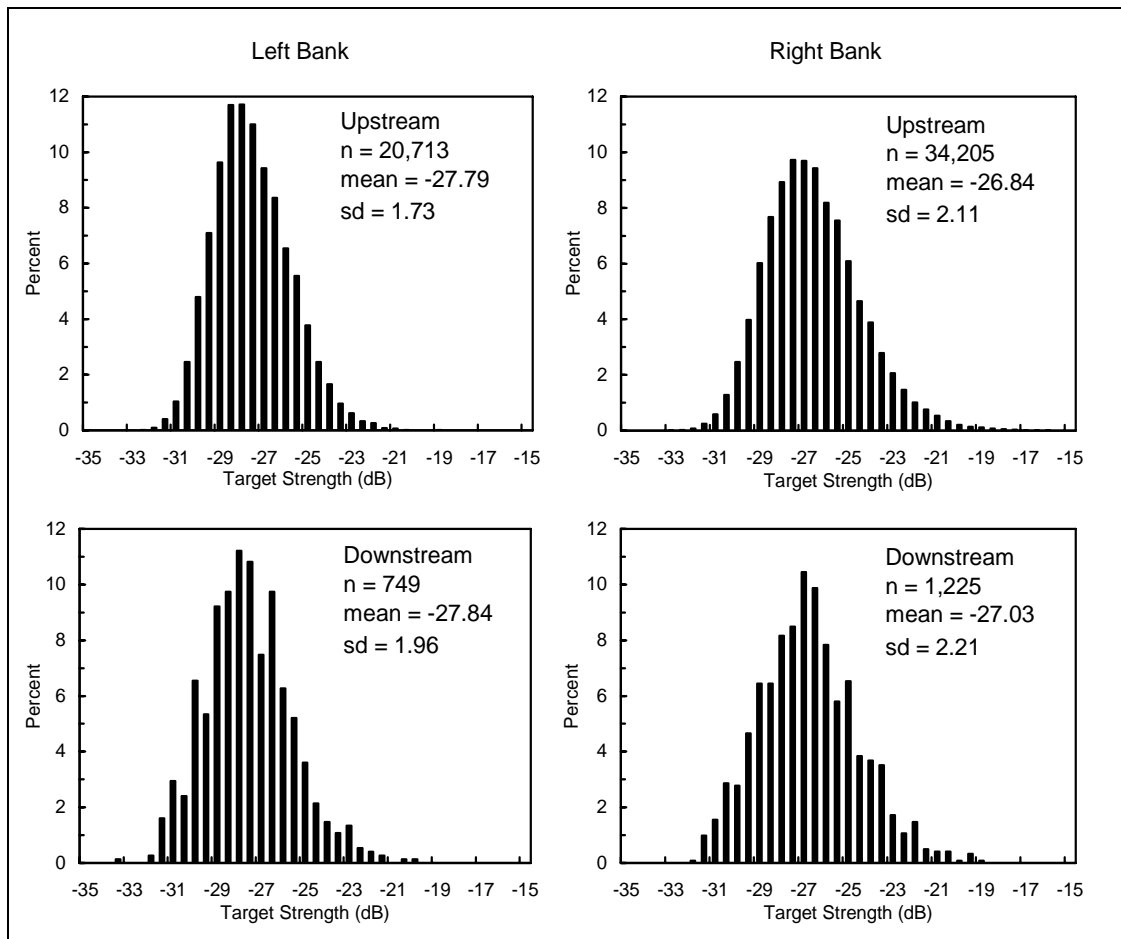 Left Bank
Right Bank
12
10
8
6
4
2
0
Percent
Upstream
n = 20,713
mean = -27.79
sd = 1.73
-35 -33 -31 -29 -27 -25 -23 -21 -19 -17 -15
Target Strength (dB)
12
10
8
6
4
2
0
Percent
Upstream
n = 34,205
mean = -26.84
sd = 2.11
-35 -33 -31 -29 -27 -25 -23 -21 -19 -17 -15
Target Strength (dB)
12
10
8
6
4
2
0
Percent
Downstream
n = 749
mean = -27.84
sd = 1.96
-35 -33 -31 -29 -27 -25 -23 -21 -19 -17 -15
Target Strength (dB)
12
10
8
6
4
2
0
Percent
Downstream
n = 1,225
mean = -27.03
sd = 2.21
-35 -33 -31 -29 -27 -25 -23 -21 -19 -17 -15
Target Strength (dB)